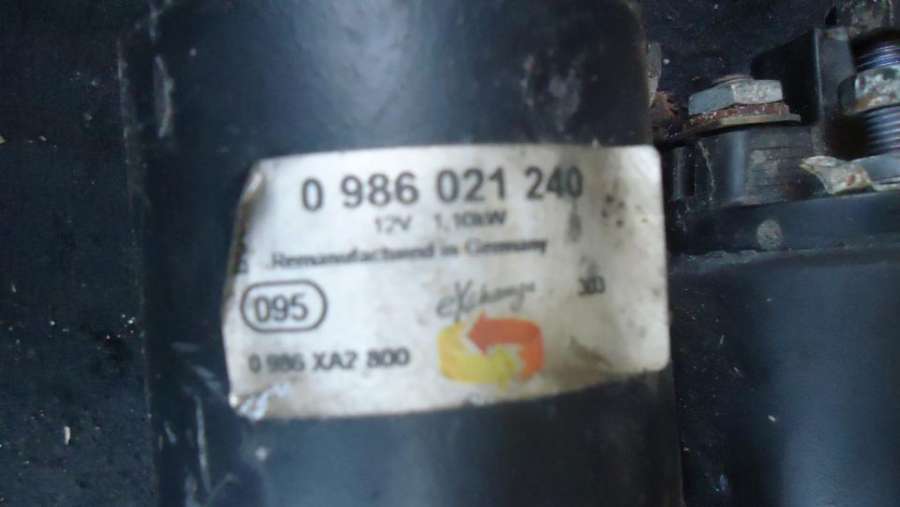 0 986 021 240
12V 1,10kW
Remanufactured in Germany
095
eXchange
0 986 XA2 800